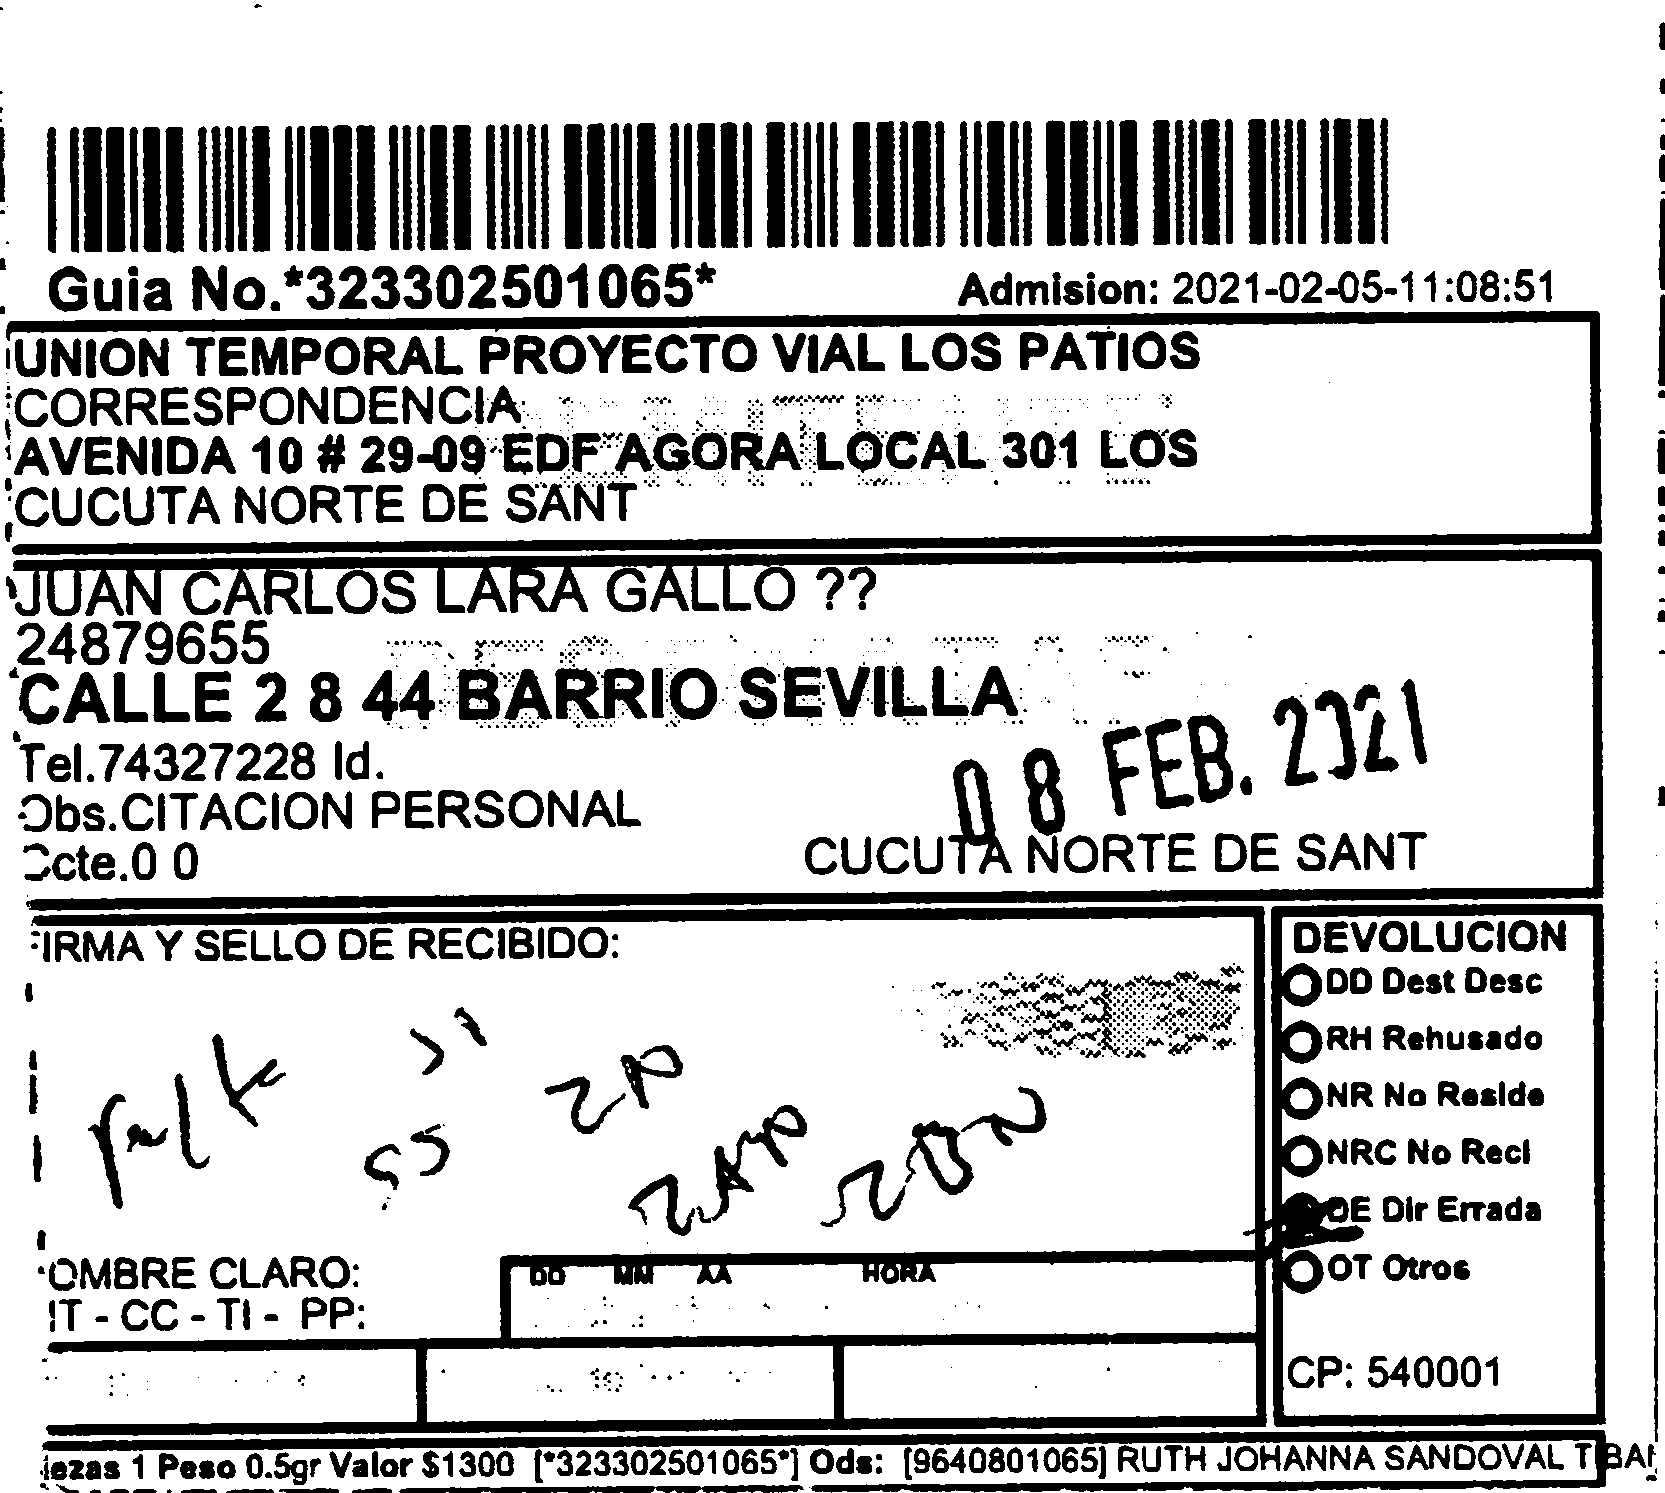 Guia No.*323302501065*
Admision: 2021-02-05-11:08:51
UNION TEMPORAL PROYECTO VIAL LOS PATIOS
CORRESPONDENCIA
AVENIDA 10 # 29-09 EDF AGORA LOCAL 301 LOS
CUCUTA NORTE DE SANT
JUAN CARLOS LARA GALLO ??
24879655
CALLE 2 8 44 BARRIO SEVILLA
Tel.74327228 Id.
Obs.CITACION PERSONAL
08 FEB. 2021
Ccte.0 0
CUCUTA NORTE DE SANT
FIRMA Y SELLO DE RECIBIDO:
DEVOLUCION
DD Dest Desc
RH Rehusado
NR No Reside
NRC No Recl
DE Dir Errada
OT Otros
CP: 540001
OMBRE CLARO:
IT - CC - TI - PP:
DD MM AA HORA
iezas 1 Peso 0.5gr Valor $1300 [*323302501065*] Ods: [9640801065] RUTH JOHANNA SANDOVAL TIBA